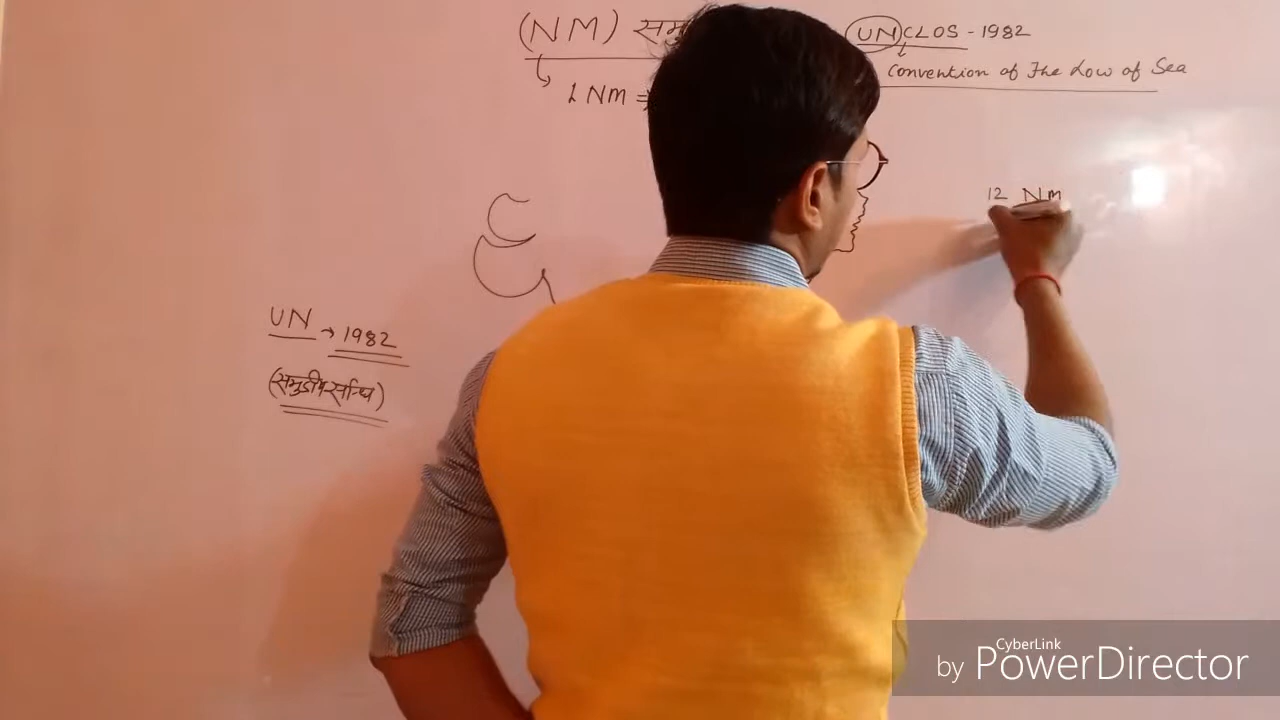 (NM) समु
UNCLOS - 1982
Convention of The Low of Sea
1 Nm =
12 Nm
UN → 1982
(समुद्रीय सन्धि)
CyberLink
by PowerDirector